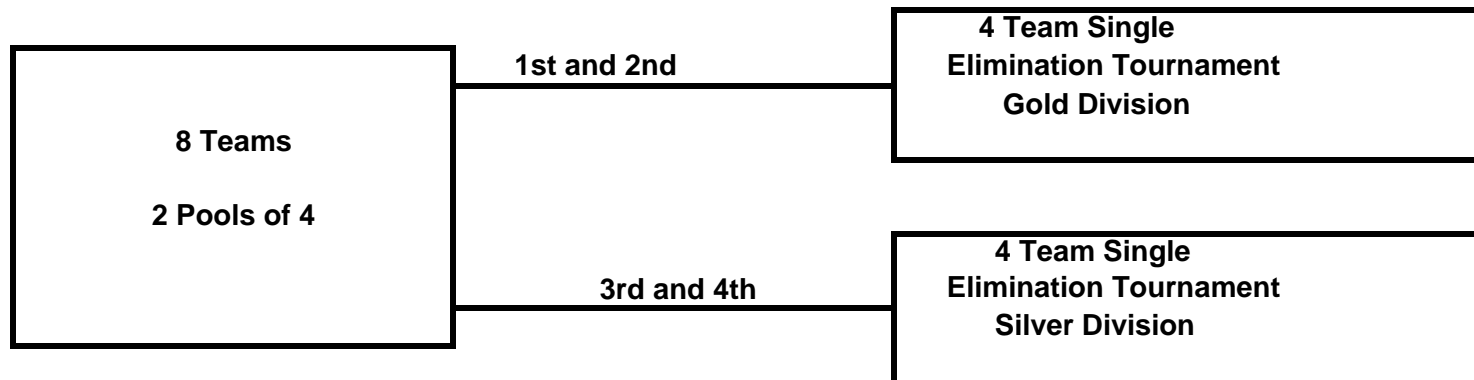 8 Teams
2 Pools of 4
1st and 2nd
4 Team Single
Elimination Tournament
Gold Division
3rd and 4th
4 Team Single
Elimination Tournament
Silver Division